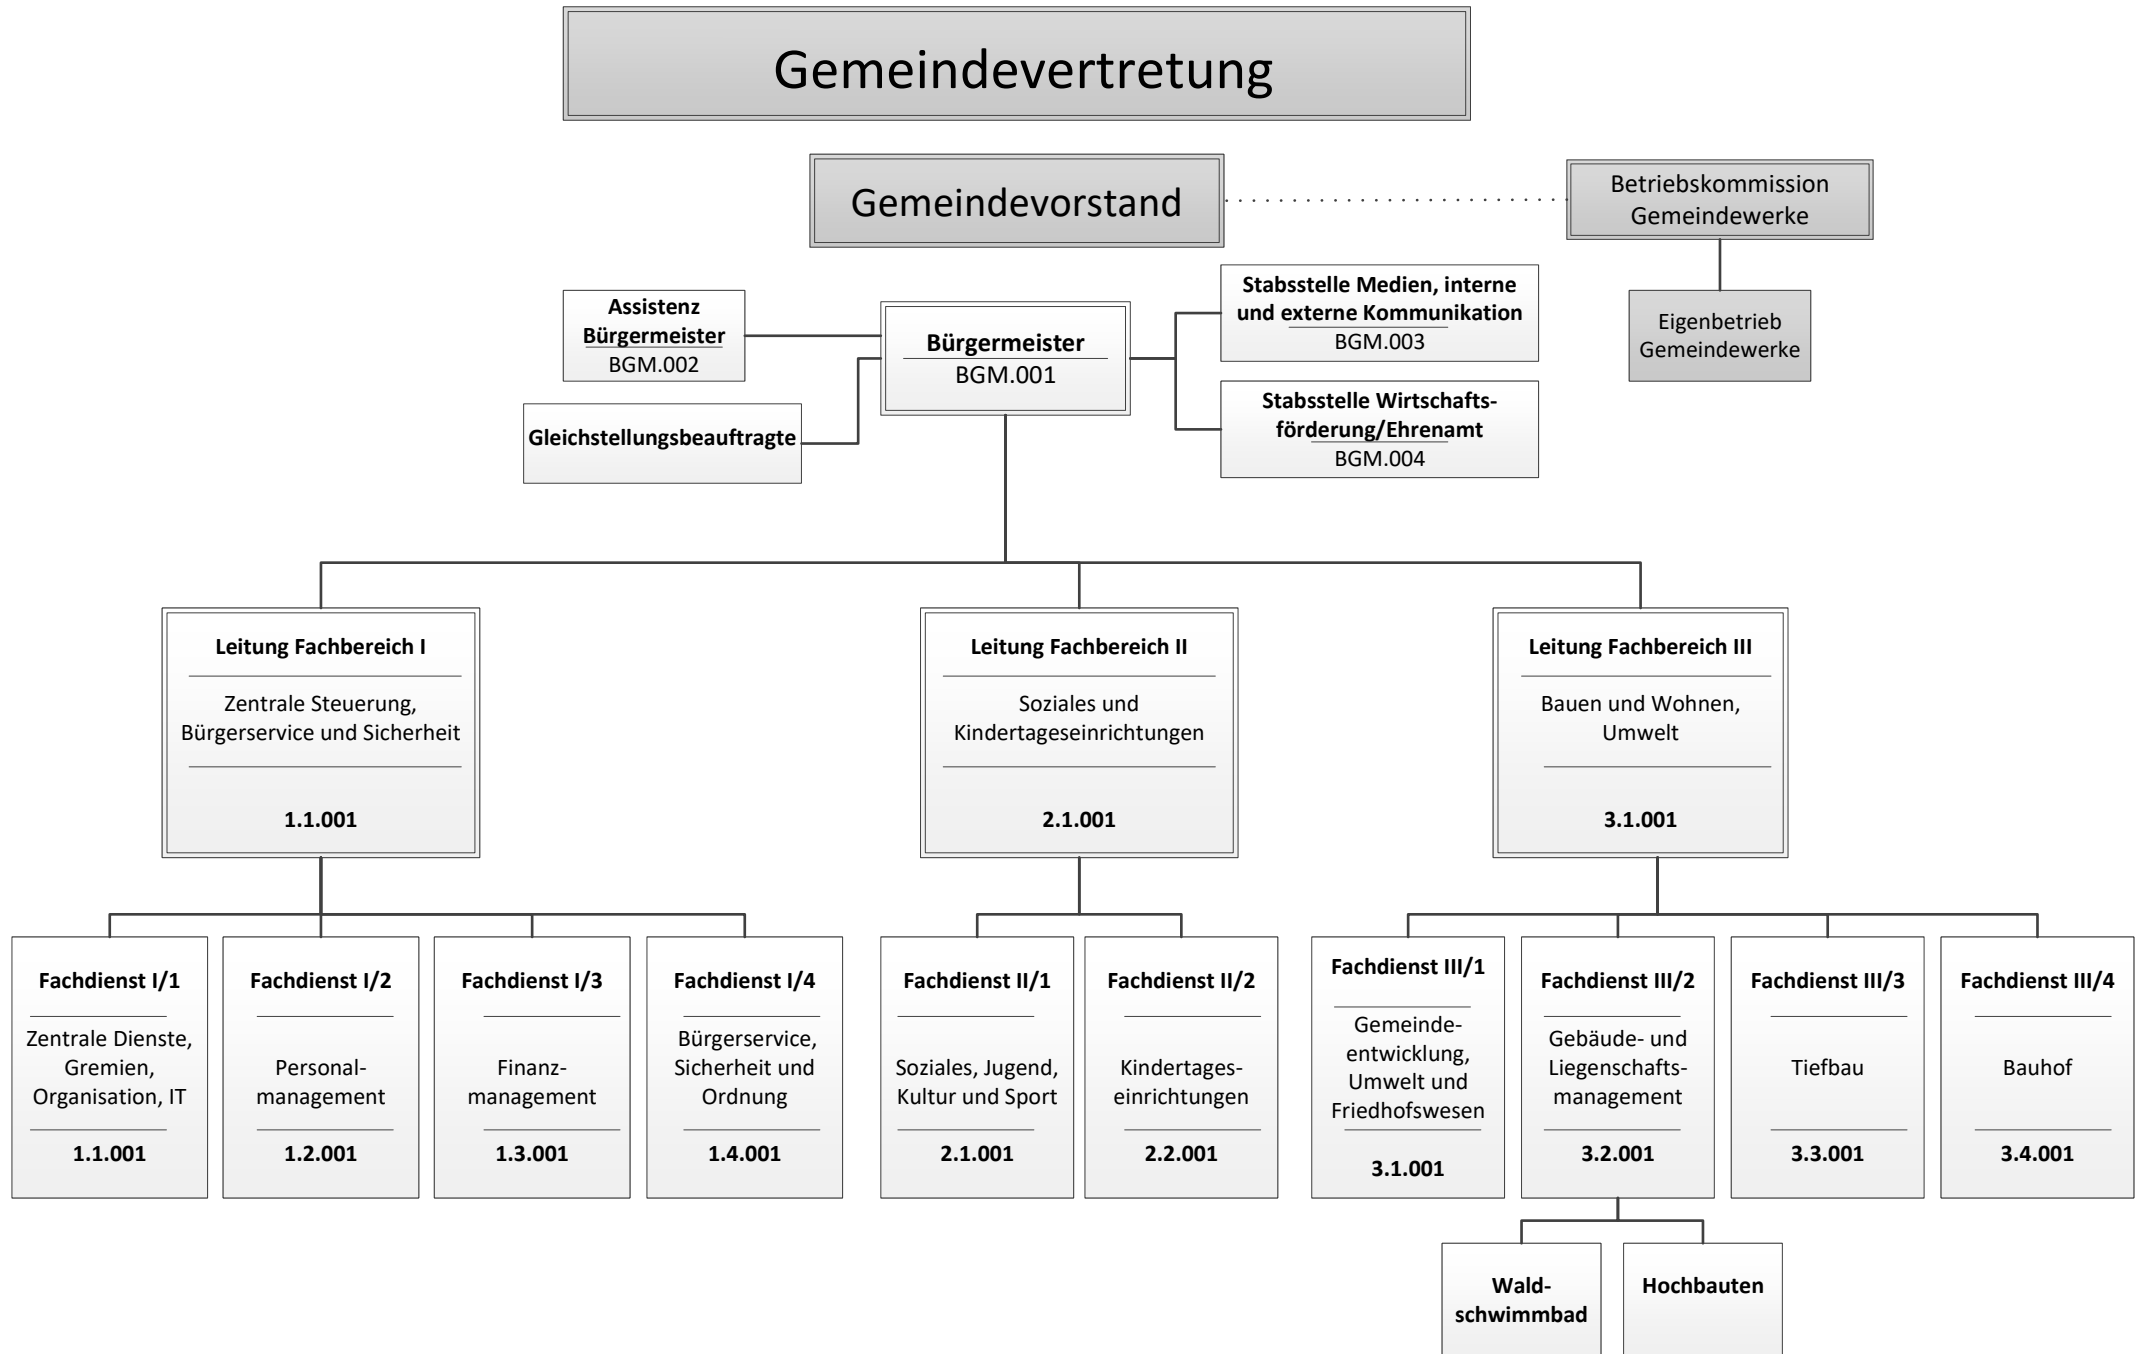 Gemeindevertretung
Gemeindevorstand
Betriebskommission
Gemeindewerke
Eigenbetrieb
Gemeindewerke
Assistenz
Bürgermeister
BGM.002
Gleichstellungsbeauftragte
Bürgermeister
BGM.001
Stabsstelle Medien, interne
und externe Kommunikation
BGM.003
Stabsstelle Wirtschafts-
förderung/Ehrenamt
BGM.004
Leitung Fachbereich I
Zentrale Steuerung,
Bürgerservice und Sicherheit
1.1.001
Leitung Fachbereich II
Soziales und
Kindertageseinrichtungen
2.1.001
Leitung Fachbereich III
Bauen und Wohnen,
Umwelt
3.1.001
Fachdienst I/1
Zentrale Dienste,
Gremien,
Organisation, IT
1.1.001
Fachdienst I/2
Personal-
management
1.2.001
Fachdienst I/3
Finanz-
management
1.3.001
Fachdienst I/4
Bürgerservice,
Sicherheit und
Ordnung
1.4.001
Fachdienst II/1
Soziales, Jugend,
Kultur und Sport
2.1.001
Fachdienst II/2
Kindertages-
einrichtungen
2.2.001
Fachdienst III/1
Gemeinde-
entwicklung,
Umwelt und
Friedhofswesen
3.1.001
Fachdienst III/2
Gebäude- und
Liegenschafts-
management
3.2.001
Fachdienst III/3
Tiefbau
3.3.001
Fachdienst III/4
Bauhof
3.4.001
Wald-
schwimmbad
Hochbauten